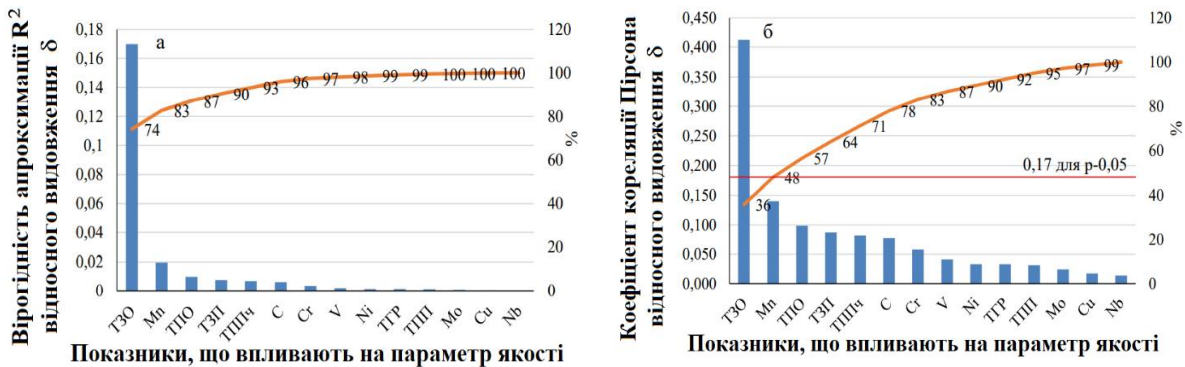 Вірогідність апроксимації R²
відносного видовження δ
0,18
0,16
0,14
0,12
0,1
0,08
0,06
0,04
0,02
0
а
74
83
87
90
93
96
97
98
99
99
100
100
100
120
100
80
60
40
20
0
%
ТЗО
Mn
ТПО
ТЗП
ТППч
C
Cr
V
Ni
ТГР
ТПП
Mo
Cu
Nb
Показники, що впливають на параметр якості
Коефіцієнт кореляції Пірсона
відносного видовження δ
0,450
0,400
0,350
0,300
0,250
0,200
0,150
0,100
0,050
0,000
б
36
48
57
64
71
78
83
87
90
92
95
97
99
0,17 для р-0,05
120
100
80
60
40
20
0
%
ТЗО
Mn
ТПО
ТЗП
ТППч
C
Cr
V
Ni
ТГР
ТПП
Mo
Cu
Nb
Показники, що впливають на параметр якості